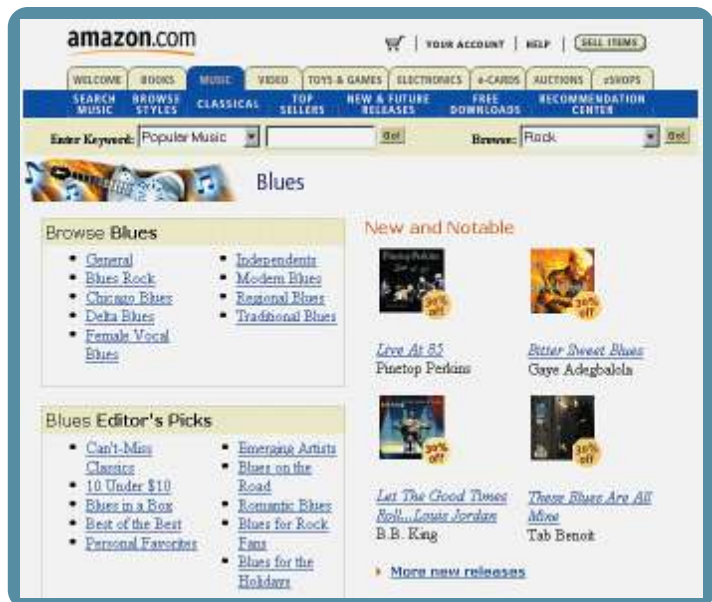 amazon.com
YOUR ACCOUNT | HELP | SELL ITEMS
WELCOME BOOKS MUSIC VIDEO TOYS & GAMES ELECTRONICS e-CARDS AUCTIONS zSHOPS
SEARCH MUSIC BROWSE STYLES CLASSICAL TOP SELLERS NEW & FUTURE RELEASES FREE DOWNLOADS RECOMMENDATION CENTER
Enter Keyword: Popular Music Go! Browse: Rock Go!
Blues
Browse Blues
General
Blues Rock
Chicago Blues
Delta Blues
Female Vocal
Blues
Independents
Modern Blues
Regional Blues
Traditional Blues
Blues Editor's Picks
Can't-Miss
Classics
10 Under $10
Blues in a Box
Best of the Best
Personal Favorites
Emerging Artists
Blues on the
Road
Romantic Blues
Blues for Rock
Fans
Blues for the
Holidays
New and Notable
Pinetop Perkins
30% off
30% off
Live At 85
Pinetop Perkins
Bitter Sweet Blues
Gaye Adegbalola
30% off
30% off
Let The Good Times
Roll...Louis Jordan
B.B. King
These Blues Are All
Mine
Tab Benoit
More new releases